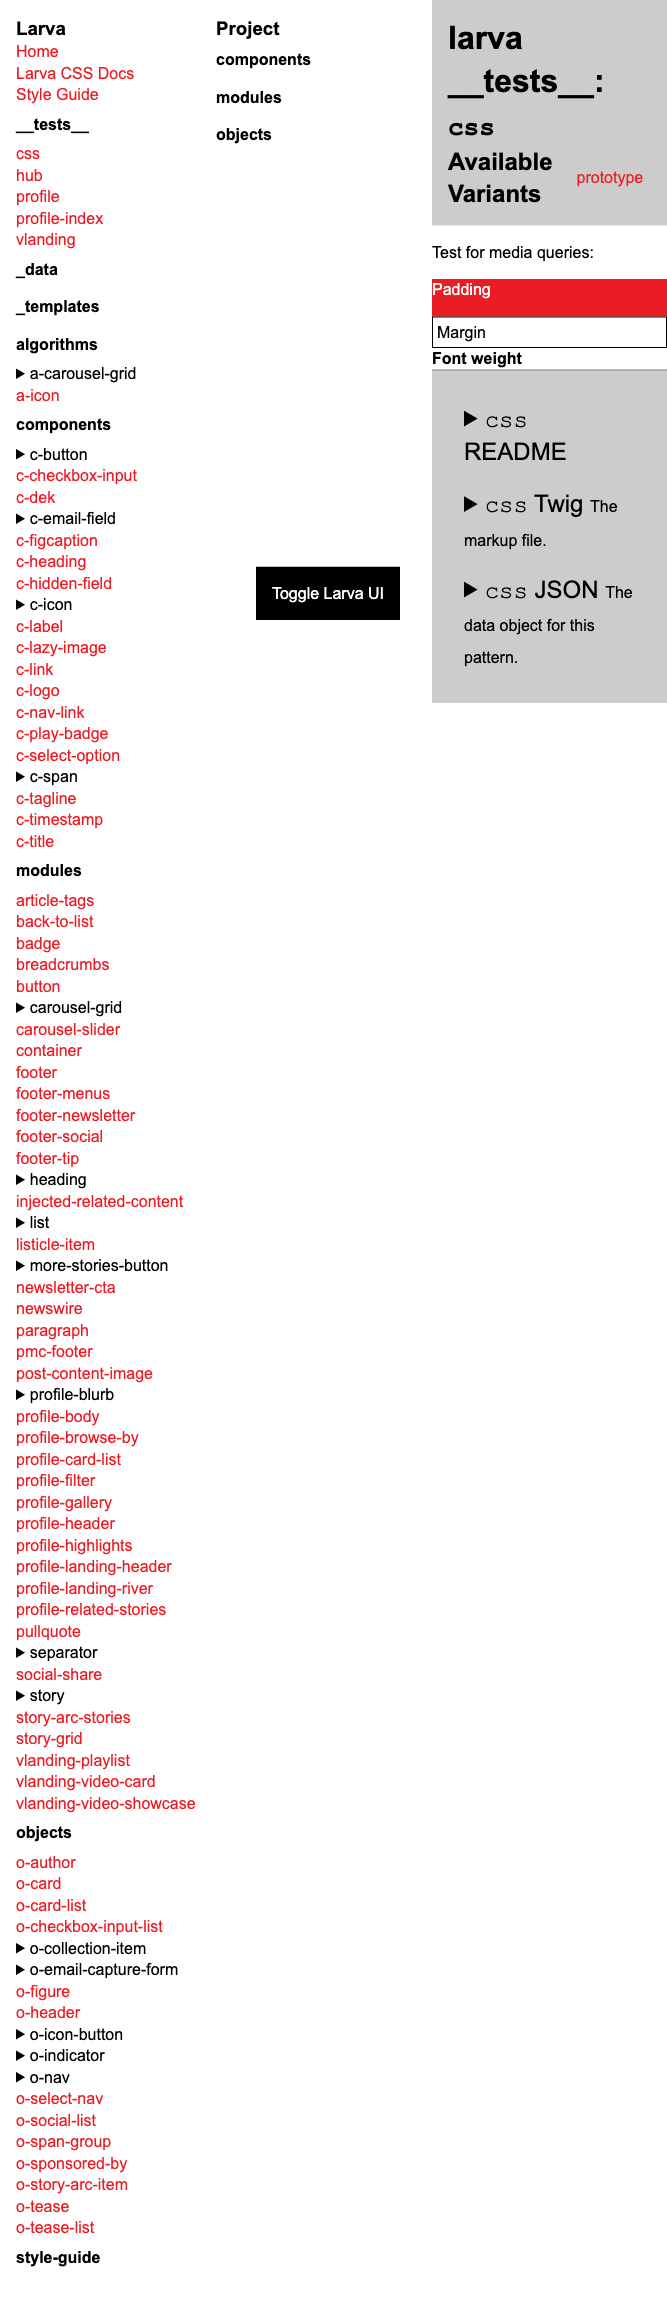 Larva
Home
Larva CSS Docs
Style Guide
__tests__
css
hub
profile
profile-index
vlanding
_data
_templates
algorithms
a-carousel-grid
a-icon
components
c-button
c-checkbox-input
c-dek
c-email-field
c-figcaption
c-heading
c-hidden-field
c-icon
c-label
c-lazy-image
c-link
c-logo
c-nav-link
c-play-badge
c-select-option
c-span
c-tagline
c-timestamp
c-title
modules
article-tags
back-to-list
badge
breadcrumbs
button
carousel-grid
carousel-slider
container
footer
footer-menus
footer-newsletter
footer-social
footer-tip
heading
injected-related-content
list
listicle-item
more-stories-button
newsletter-cta
newswire
paragraph
pmc-footer
post-content-image
profile-blurb
profile-body
profile-browse-by
profile-card-list
profile-filter
profile-gallery
profile-header
profile-highlights
profile-landing-header
profile-landing-river
profile-related-stories
pullquote
separator
social-share
story
story-arc-stories
story-grid
vlanding-playlist
vlanding-video-card
vlanding-video-showcase
objects
o-author
o-card
o-card-list
o-checkbox-input-list
o-collection-item
o-email-capture-form
o-figure
o-header
o-icon-button
o-indicator
o-nav
o-select-nav
o-social-list
o-span-group
o-sponsored-by
o-story-arc-item
o-tease
o-tease-list
style-guide
Project
components
modules
objects
Toggle Larva UI
larva
__tests__:
css
Available
Variants
prototype
Test for media queries:
Padding
Margin
Font weight
css
README
css Twig The
markup file.
css JSON The
data object for this
pattern.